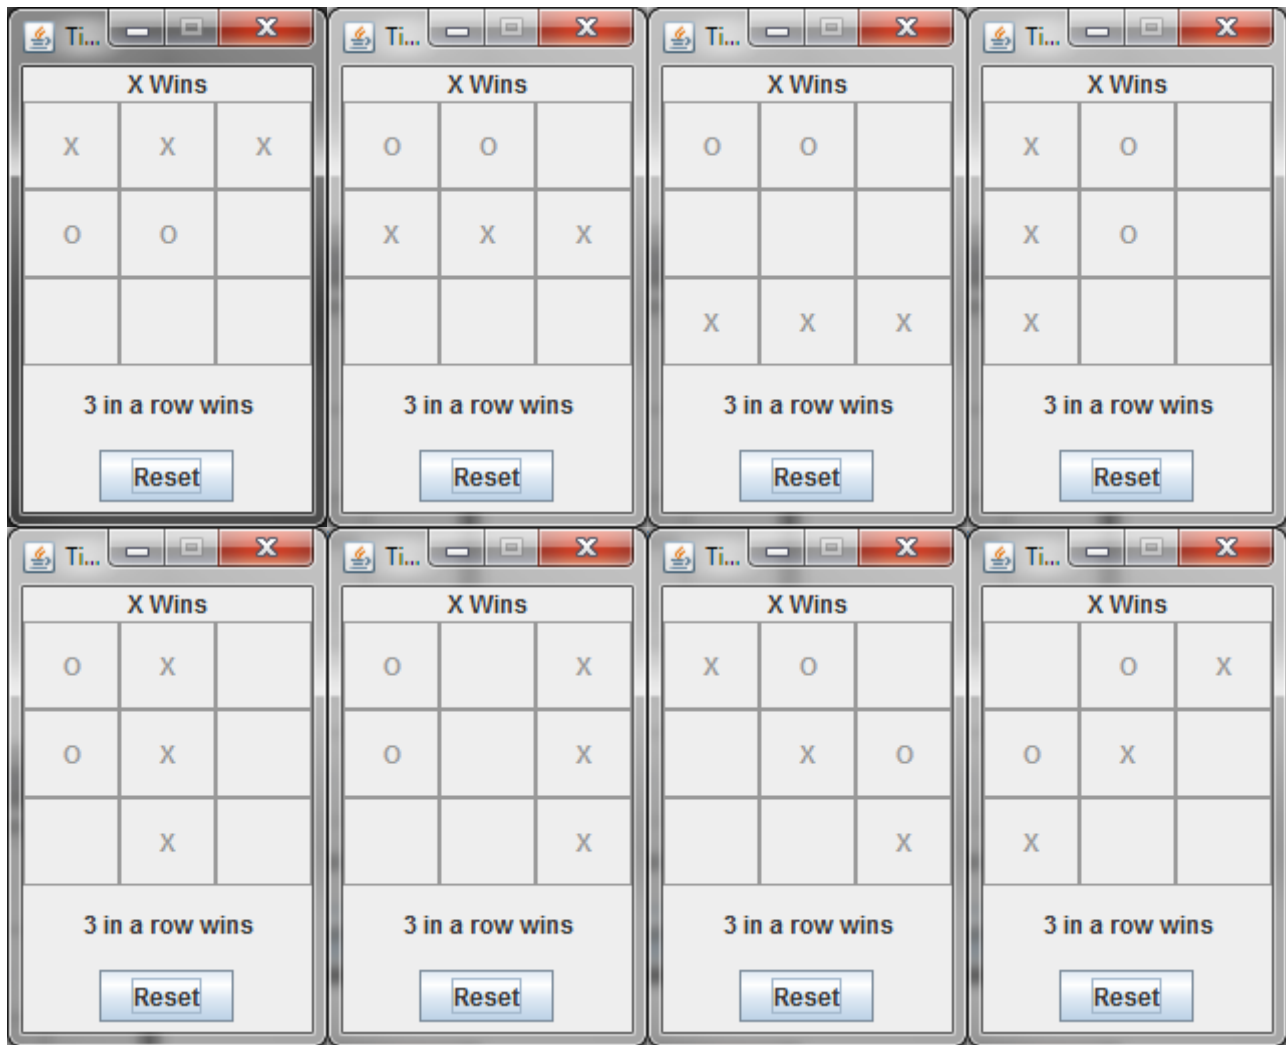 Ti... X
X Wins
X X X
O O
3 in a row wins
Reset
Ti... X
X Wins
O O
X X X
3 in a row wins
Reset
Ti... X
X Wins
O O
X X X
3 in a row wins
Reset
Ti... X
X Wins
X O
X O
X
3 in a row wins
Reset
Ti... X
X Wins
O X
O X
X
3 in a row wins
Reset
Ti... X
X Wins
O X
O X
X
3 in a row wins
Reset
Ti... X
X Wins
X O
X O
X
3 in a row wins
Reset
Ti... X
X Wins
O X
O X
X
3 in a row wins
Reset